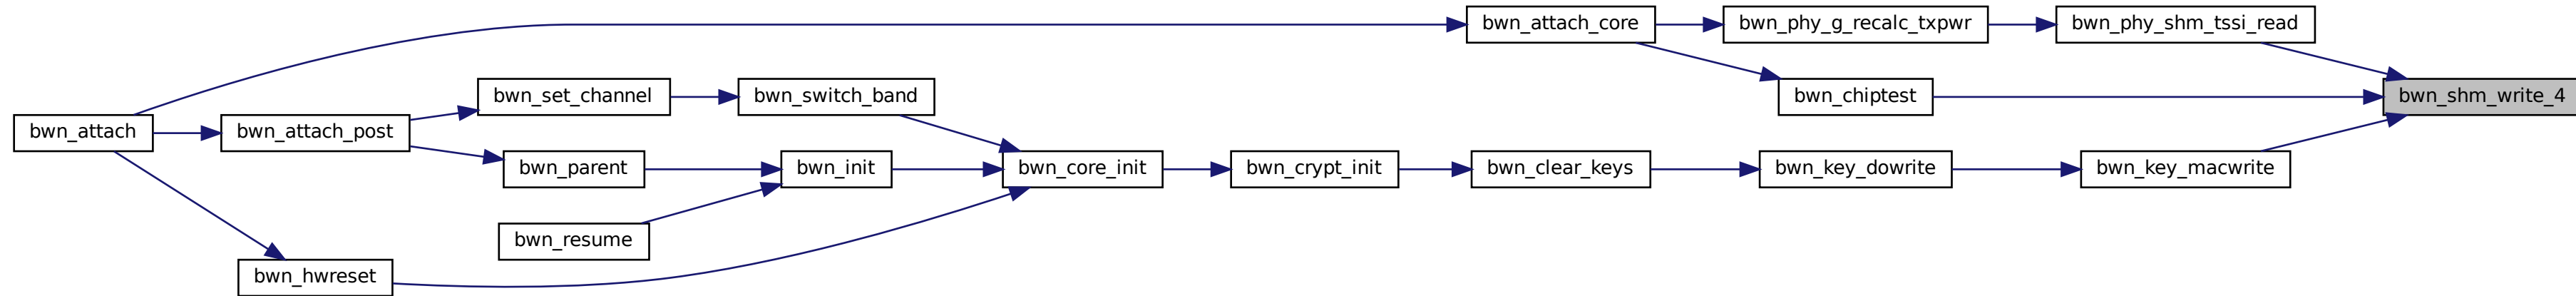 bwn_attach_core
bwn_phy_g_recalc_txpwr
bwn_phy_shm_tssi_read
bwn_set_channel
bwn_switch_band
bwn_chiptest
bwn_shm_write_4
bwn_attach
bwn_attach_post
bwn_parent
bwn_init
bwn_core_init
bwn_crypt_init
bwn_clear_keys
bwn_key_dowrite
bwn_key_macwrite
bwn_resume
bwn_hwreset